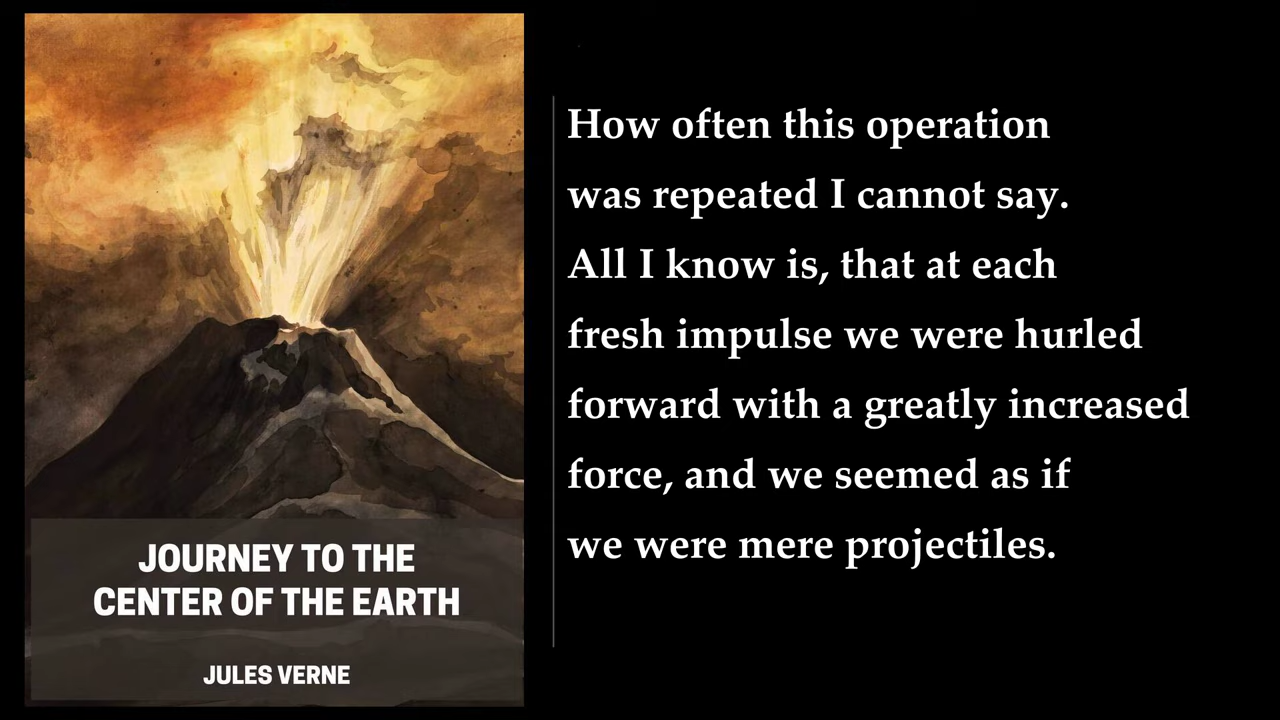 JOURNEY TO THE
CENTER OF THE EARTH
JULES VERNE
How often this operation
was repeated I cannot say.
All I know is, that at each
fresh impulse we were hurled
forward with a greatly increased
force, and we seemed as if
we were mere projectiles.